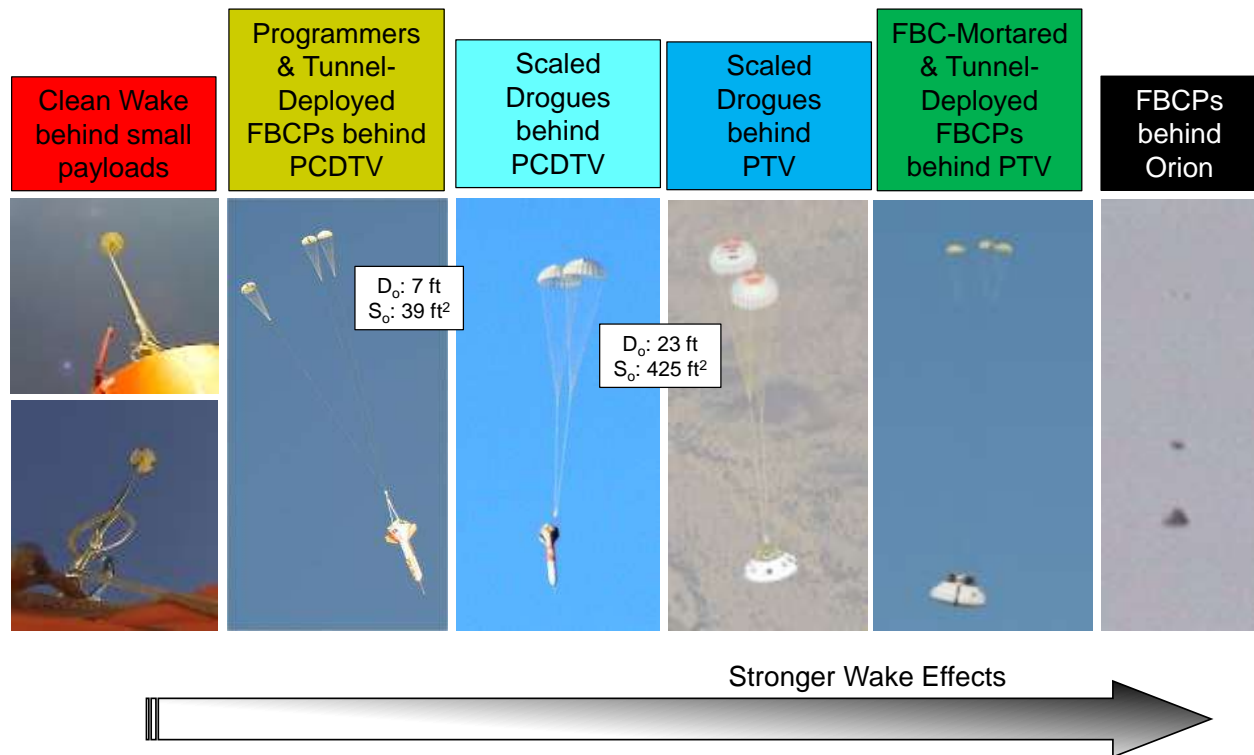 Clean Wake
behind small
payloads
Programmers
& Tunnel-
Deployed
FBCPs behind
PCDTV
Scaled
Drogues
behind
PCDTV
Scaled
Drogues
behind
PTV
FBC-Mortared
& Tunnel-
Deployed
FBCPs
behind PTV
FBCPs
behind
Orion
Dₒ: 7 ft
Sₒ: 39 ft²
Dₒ: 23 ft
Sₒ: 425 ft²
Stronger Wake Effects